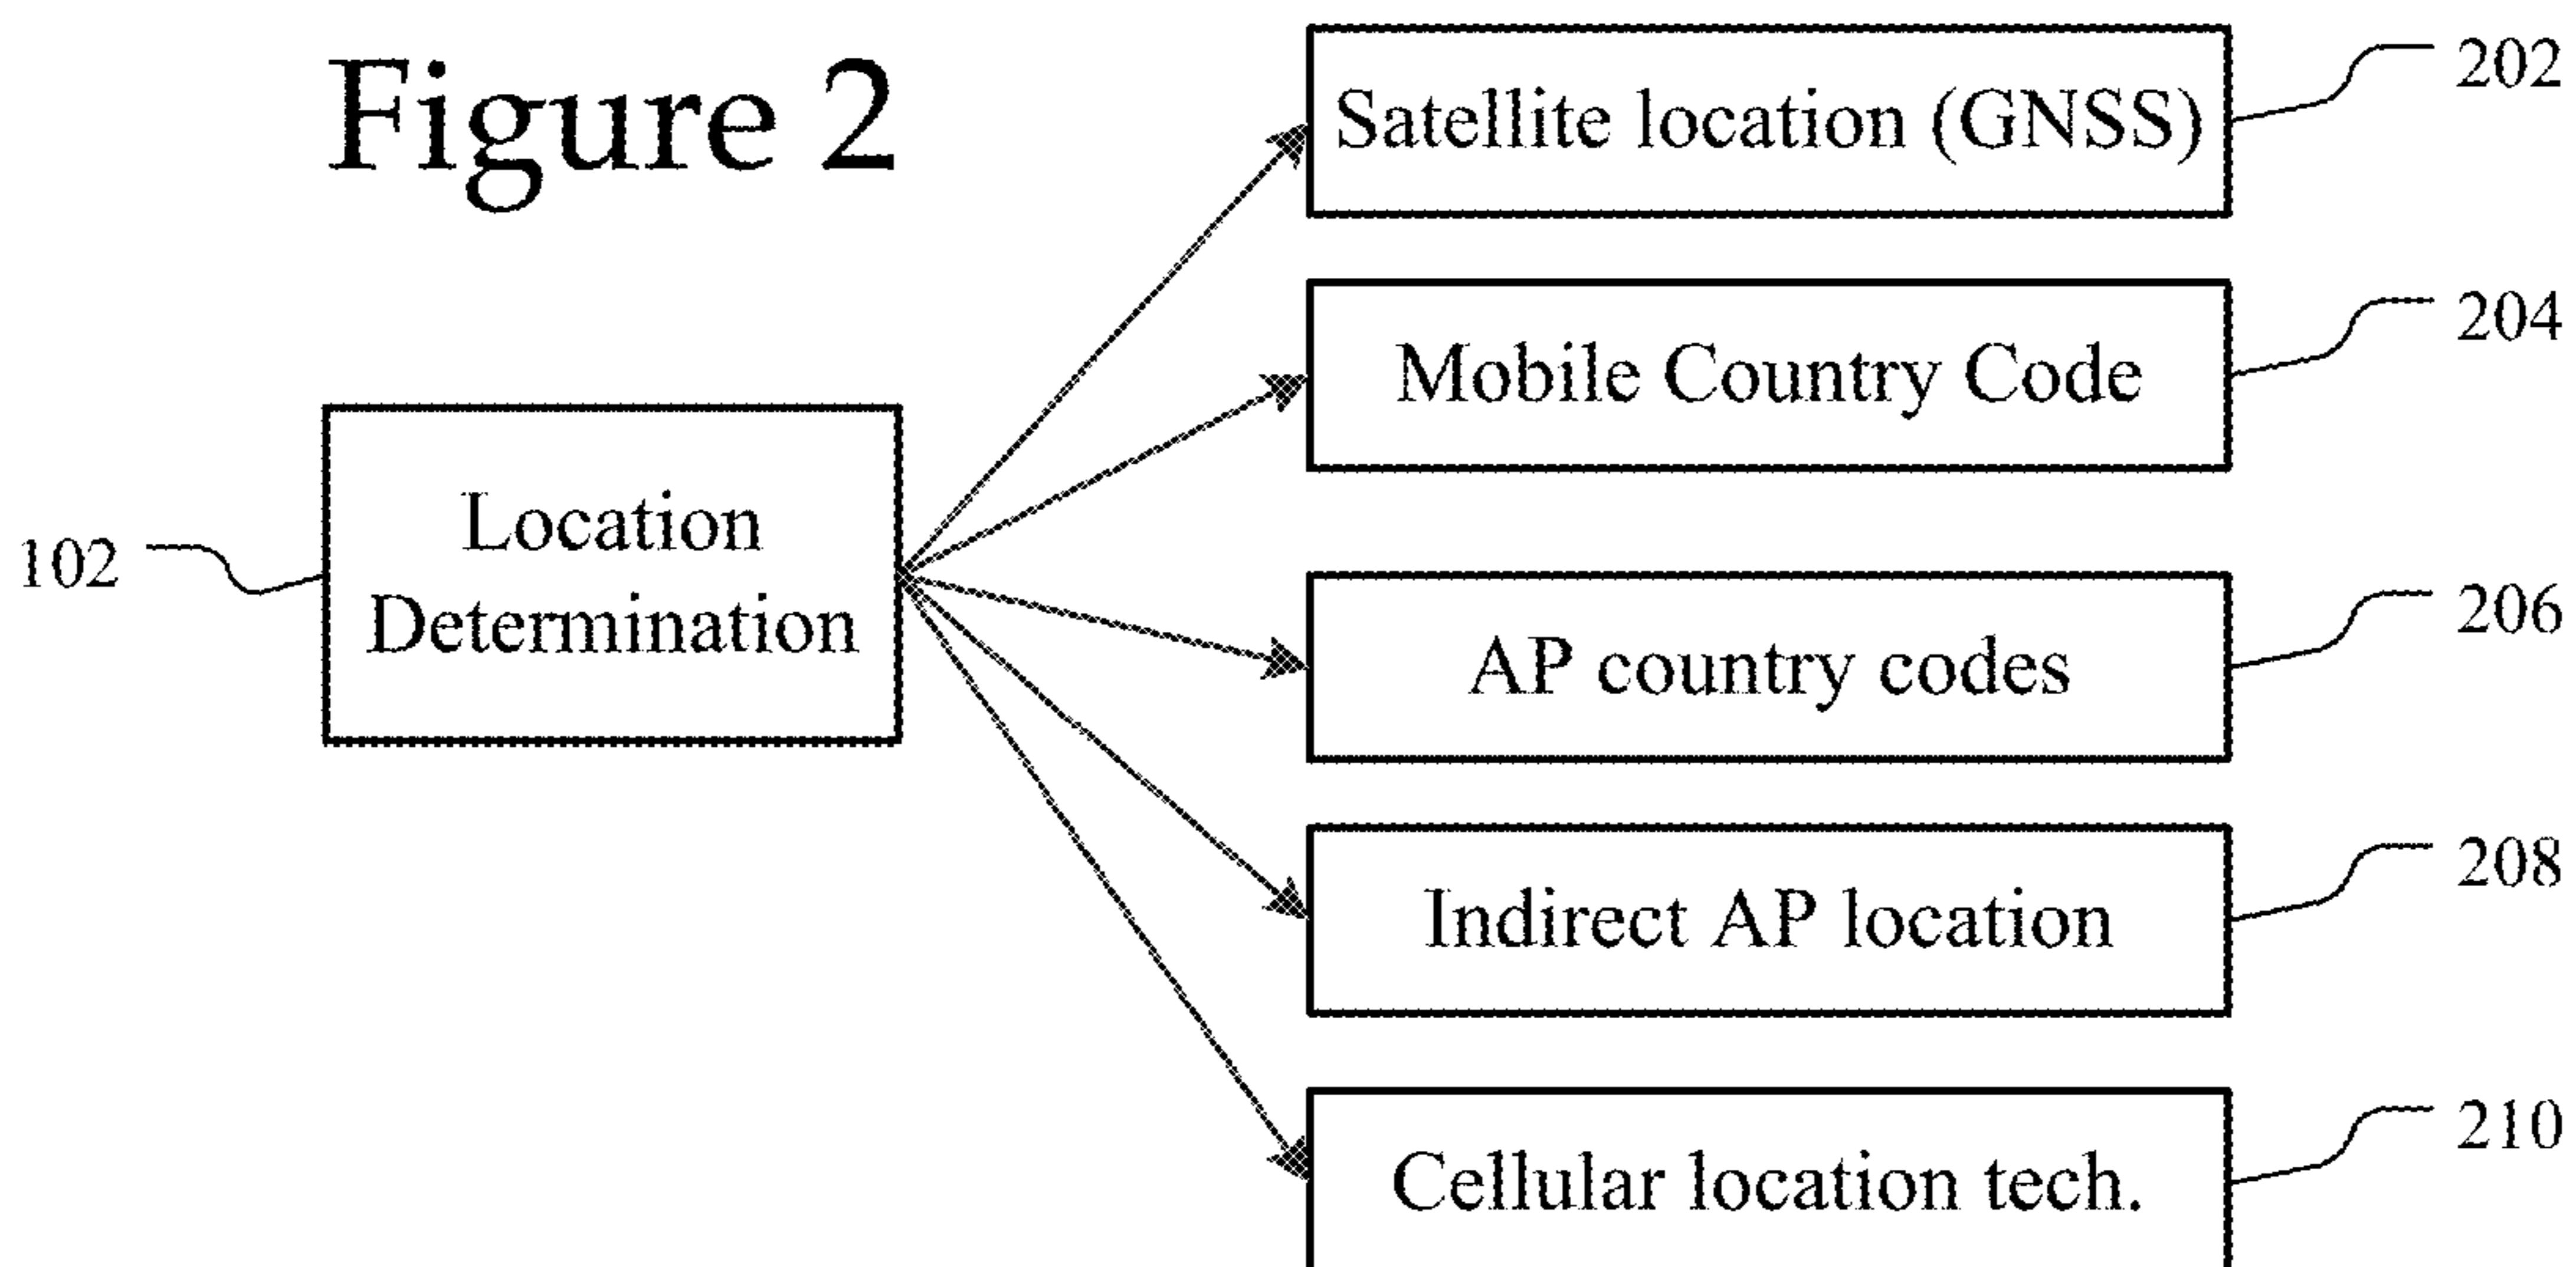 Figure 2
Satellite location (GNSS)
202
Mobile Country Code
204
102
Location
Determination
AP country codes
206
Indirect AP location
208
Cellular location tech.
210